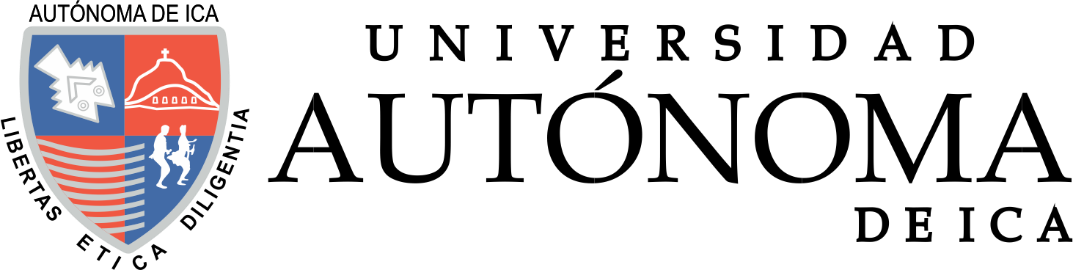 AUTÓNOMA DE ICA
LIBERTAS ETICA DILIGENTIA
UNIVERSIDAD
AUTÓNOMA
DE ICA